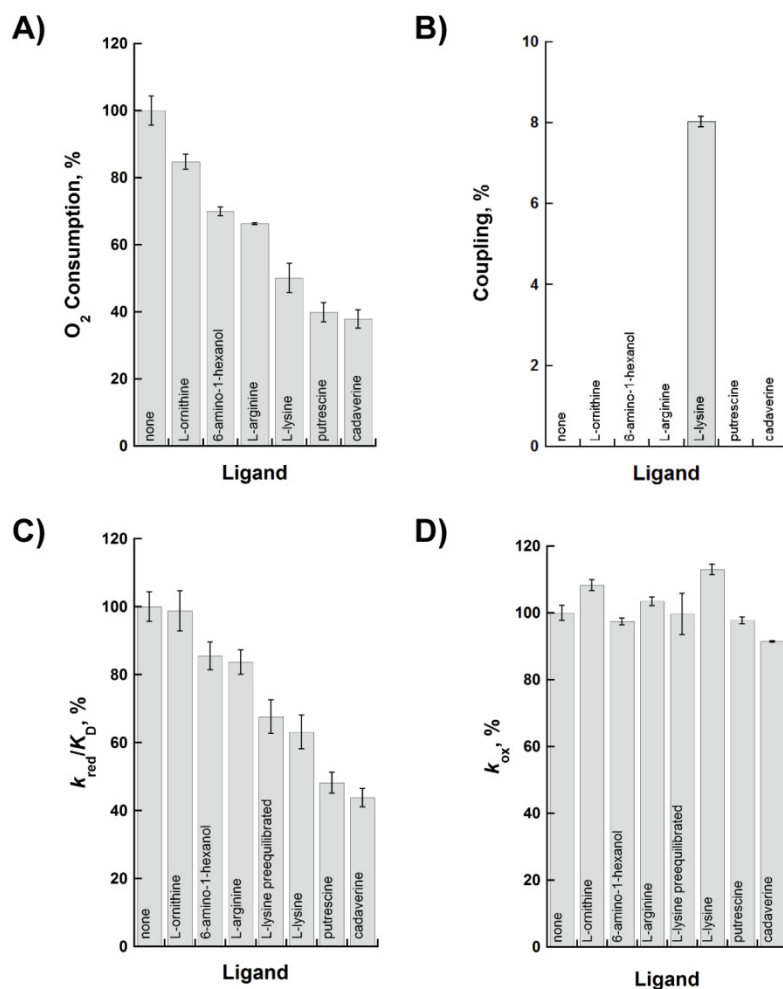 A)
O2 Consumption, %
120
100
80
60
40
20
0
none
L-ornithine
6-amino-1-hexanol
L-arginine
L-lysine
putrescine
cadaverine
Ligand
B)
Coupling, %
10
8
6
4
2
0
none
L-ornithine
6-amino-1-hexanol
L-arginine
L-lysine
putrescine
cadaverine
Ligand
C)
kred/KD, %
120
100
80
60
40
20
0
none
L-ornithine
6-amino-1-hexanol
L-arginine
L-lysine preequilibrated
L-lysine
putrescine
cadaverine
Ligand
D)
kox, %
120
100
80
60
40
20
0
none
L-ornithine
6-amino-1-hexanol
L-arginine
L-lysine preequilibrated
L-lysine
putrescine
cadaverine
Ligand